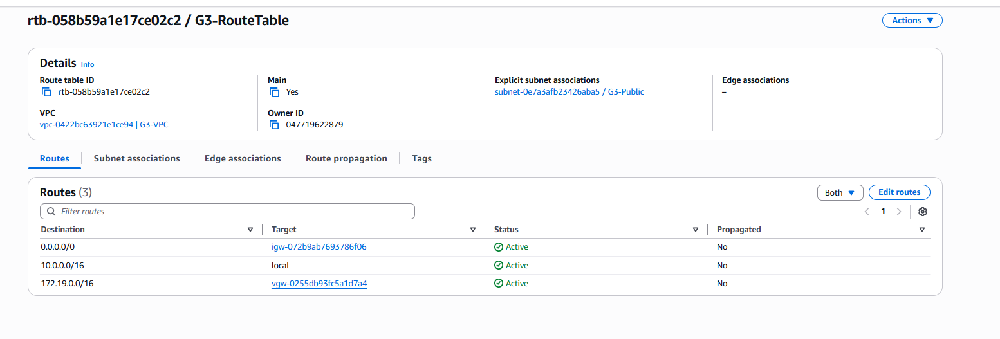 rtb-058b59a1e17ce02c2 / G3-RouteTable
Actions
Details Info
Route table ID
rtb-058b59a1e17ce02c2
Main
Yes
Explicit subnet associations
subnet-0e7a3afb23426aba5 / G3-Public
Edge associations
–
VPC
vpc-0422bc63921e1ce94 | G3-VPC
Owner ID
047719622879
Routes
Subnet associations
Edge associations
Route propagation
Tags
Routes (3)
Both
Edit routes
Filter routes
1
Destination Target Status Propagated
0.0.0.0/0 igw-072b9ab7693786f06 Active No
10.0.0.0/16 local Active No
172.19.0.0/16 vgw-0255db93fc5a1d7a4 Active No